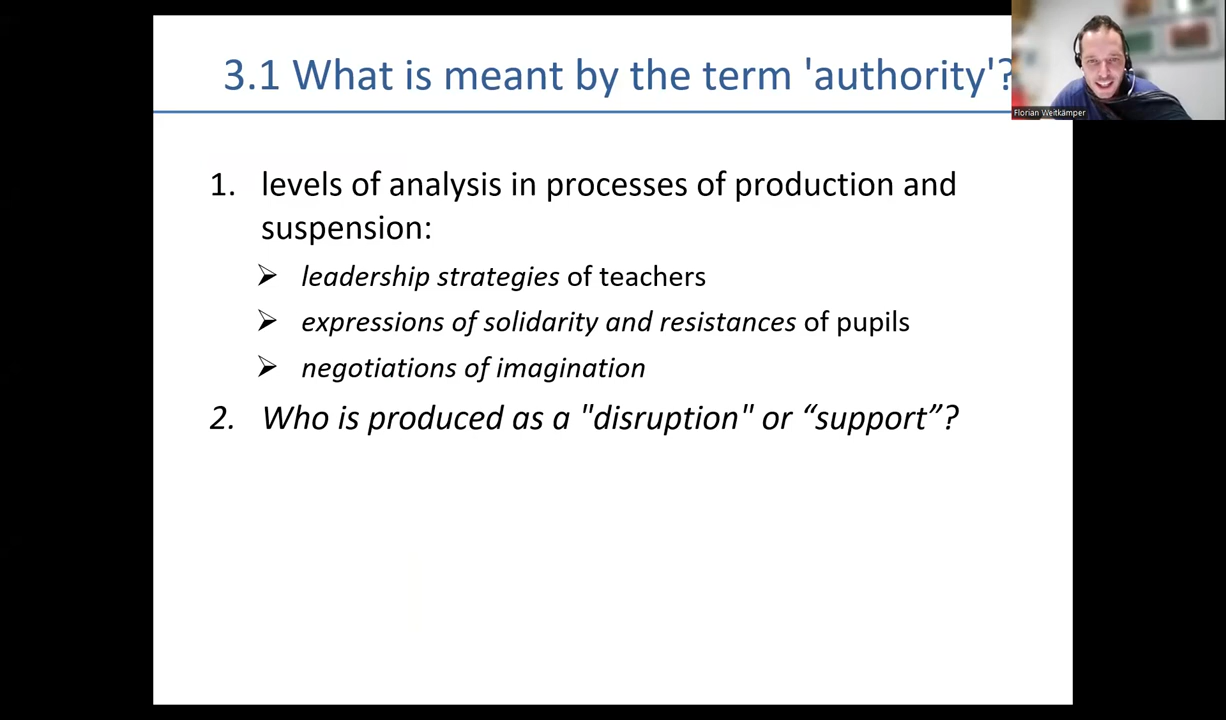 3.1 What is meant by the term 'authority'?
Florian Weitkämper
1. levels of analysis in processes of production and
suspension:
➢ leadership strategies of teachers
➢ expressions of solidarity and resistances of pupils
➢ negotiations of imagination
2. Who is produced as a "disruption" or “support”?